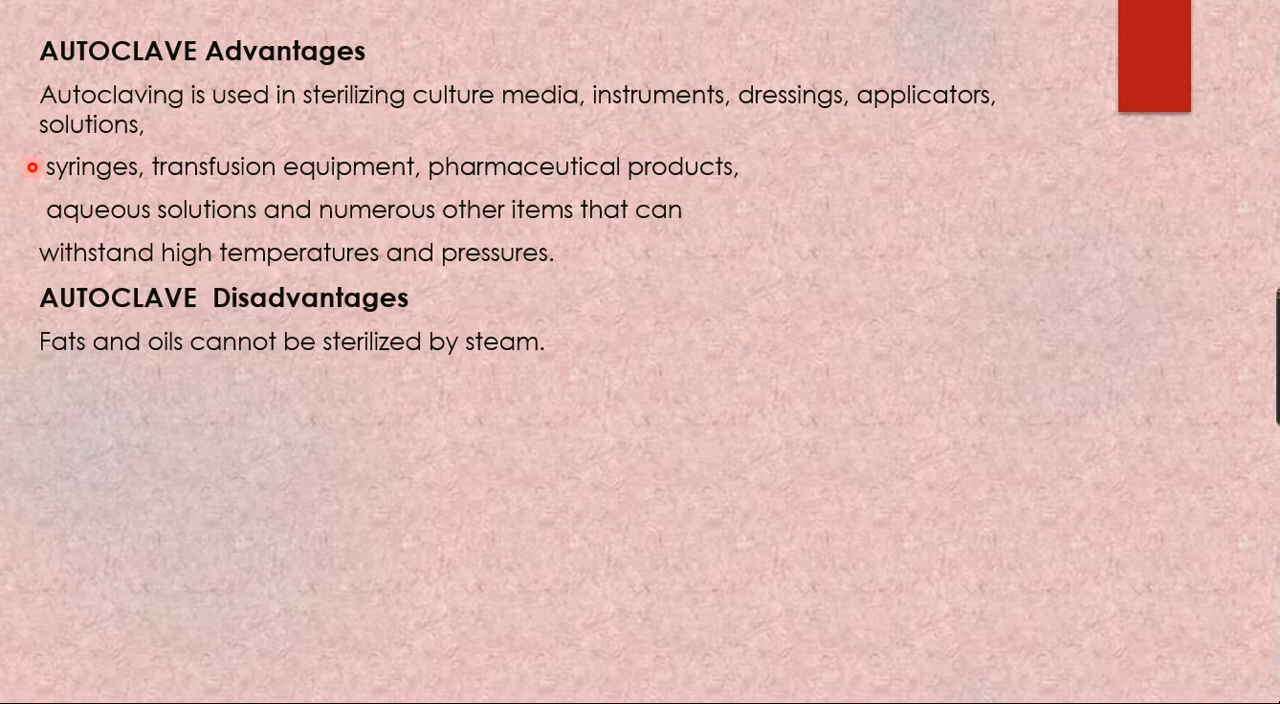 AUTOCLAVE Advantages
Autoclaving is used in sterilizing culture media, instruments, dressings, applicators,
solutions,
syringes, transfusion equipment, pharmaceutical products,
aqueous solutions and numerous other items that can
withstand high temperatures and pressures.
AUTOCLAVE  Disadvantages
Fats and oils cannot be sterilized by steam.